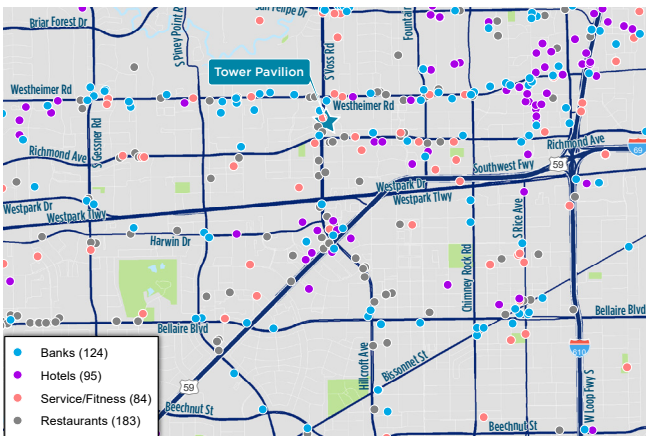 San Felipe Dr
Briar Forest Dr
S Piney Point R
S Voss Rd
Fountain
Tower Pavilion
Westheimer Rd
Westheimer Rd
S Gessner Rd
Richmond Ave
Richmond Ave
69
59
Southwest Fwy
Westpark Dr
Westpark Tlwy
Westpark Dr
Westpark Tlwy
S Rice Ave
Harwin Dr
Chimney Rock Rd
Bellaire Blvd
Bellaire Blvd
610
Hillcroft Ave
Bissonnet St
W Loop Fwy S
59
Beechnut St
Beechnut St
Banks (124)
Hotels (95)
Service/Fitness (84)
Restaurants (183)